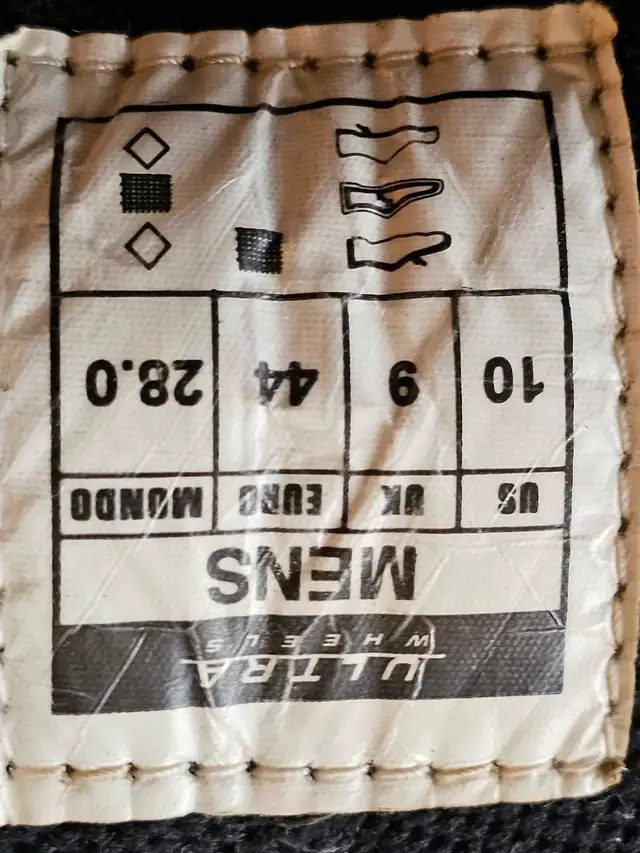 ULTRA
WHEELS
MENS
US UK EURO MONDO
10 9 44 28.0